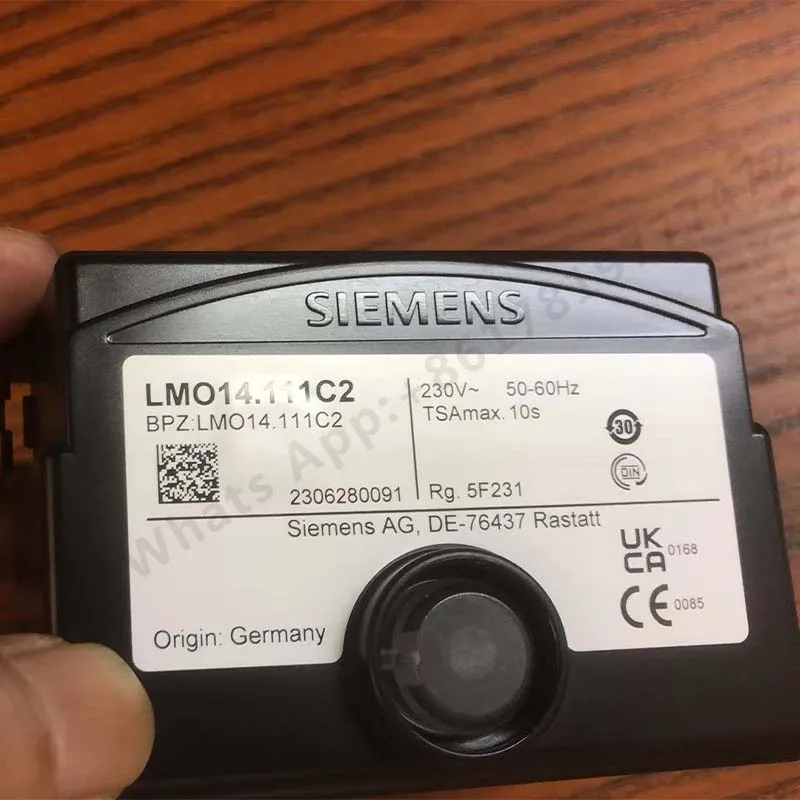 SIEMENS
LMO14.111C2
BPZ:LMO14.111C2
2306280091
230V~ 50-60Hz
TSAmax. 10s
30
DIN
Rg. 5F231
Siemens AG, DE-76437 Rastatt
UK
CA 0168
CE 0085
Origin: Germany
Whats App:+8617819717472